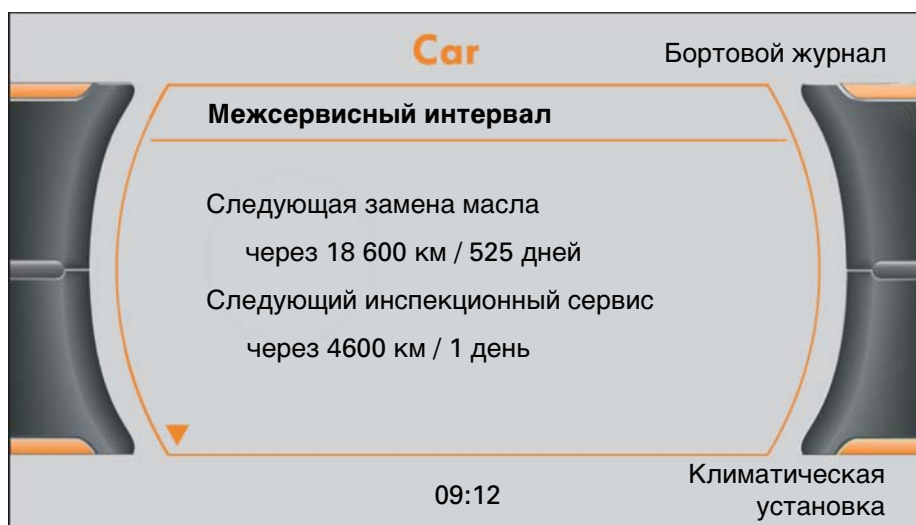 Car
Бортовой журнал
Межсервисный интервал
Следующая замена масла
через 18 600 км / 525 дней
Следующий инспекционный сервис
через 4600 км / 1 день
09:12
Климатическая
установка